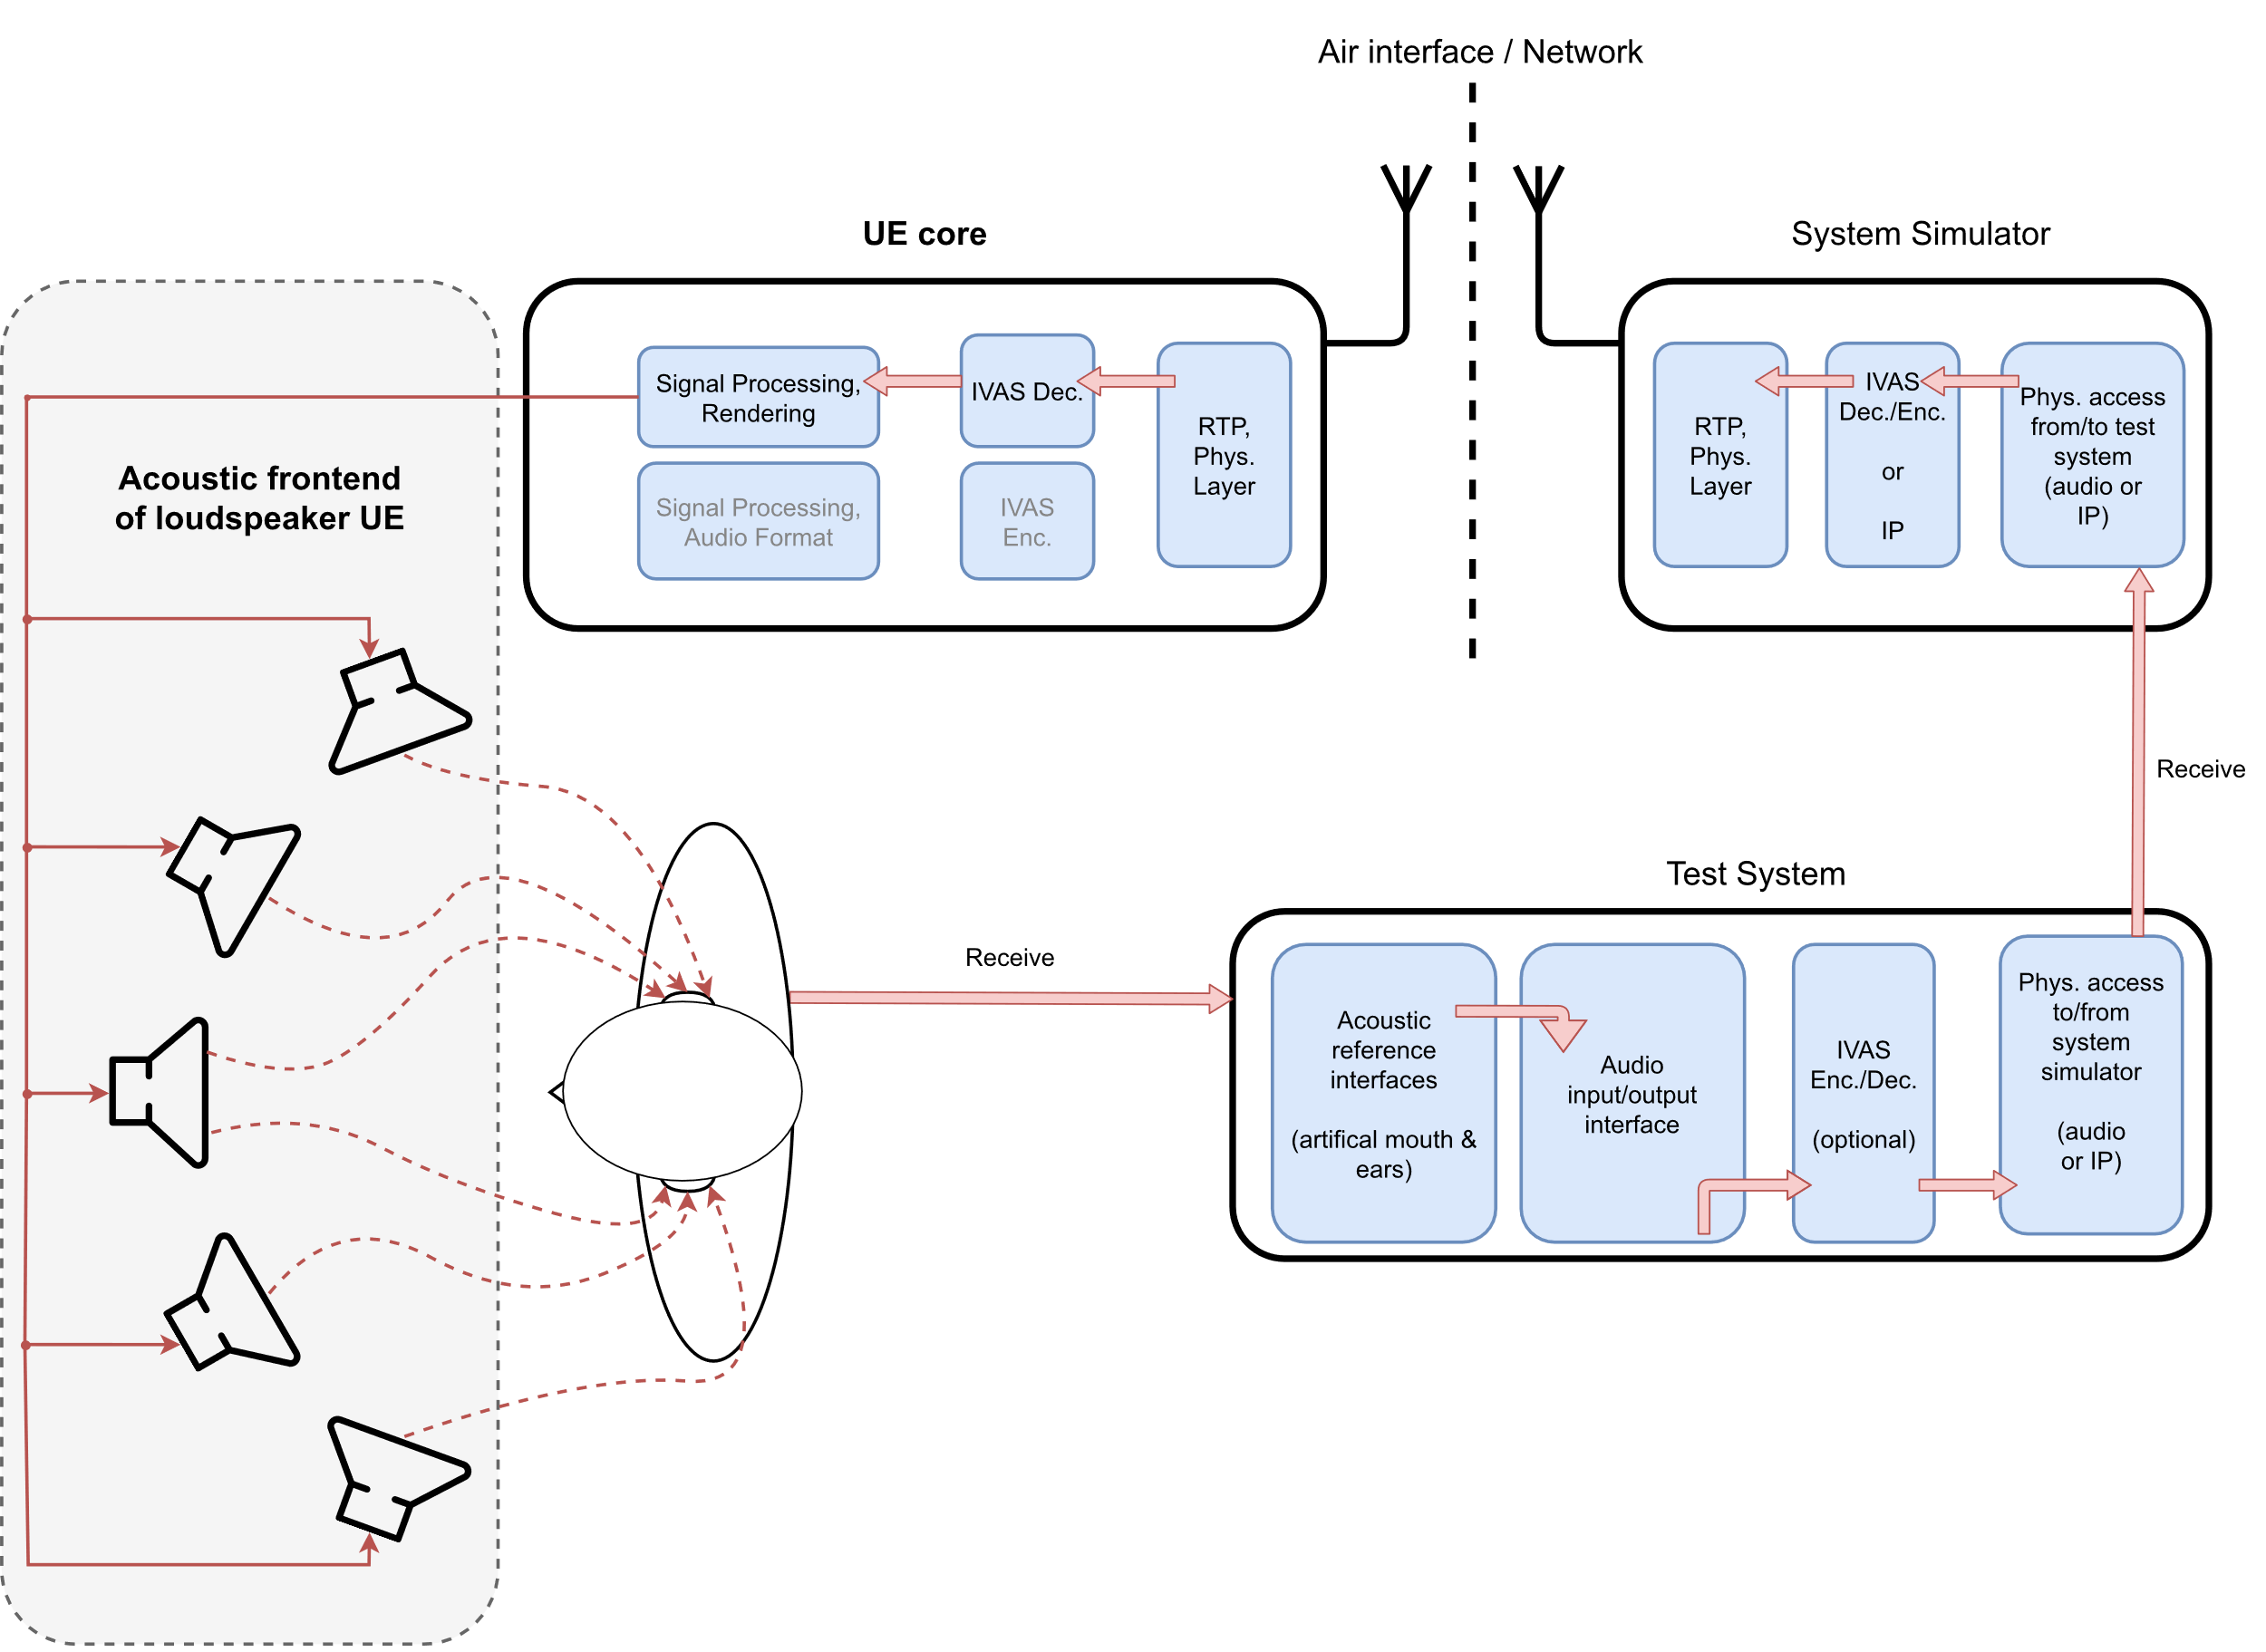 Air interface / Network
UE core
System Simulator
Signal Processing,
Rendering
IVAS Dec.
RTP,
Phys.
Layer
Signal Processing,
Audio Format
IVAS
Enc.
RTP,
Phys.
Layer
IVAS
Dec./Enc.
or
IP
Phys. access
from/to test
system
(audio or
IP)
Acoustic frontend
of loudspeaker UE
Receive
Test System
Receive
Acoustic
reference
interfaces
(artifical mouth &
ears)
Audio
input/output
interface
IVAS
Enc./Dec.
(optional)
Phys. access
to/from
system
simulator
(audio
or IP)